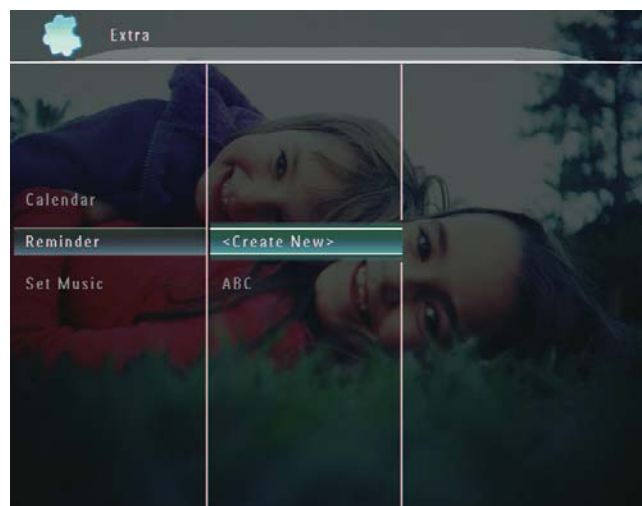 Extra
Calendar
Reminder
<Create New>
Set Music
ABC